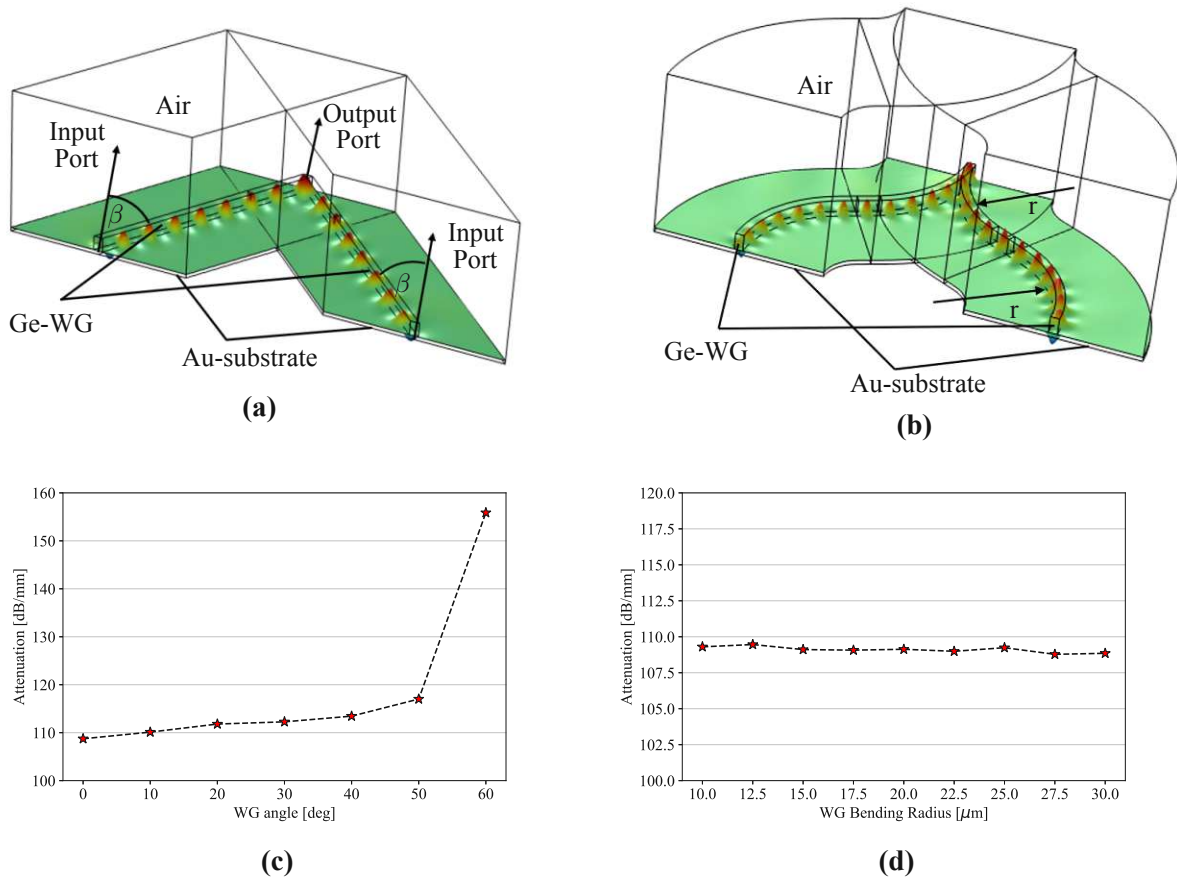 Air
Input
Port
Output
Port
β
Input
Port
β
Ge-WG
Au-substrate
(a)
Air
r
r
Ge-WG
Au-substrate
(b)
160
150
140
130
120
110
100
Attenuation [dB/mm]
0 10 20 30 40 50 60
WG angle [deg]
(c)
120.0
117.5
115.0
112.5
110.0
107.5
105.0
102.5
100.0
Attenuation [dB/mm]
10.0 12.5 15.0 17.5 20.0 22.5 25.0 27.5 30.0
WG Bending Radius [μm]
(d)